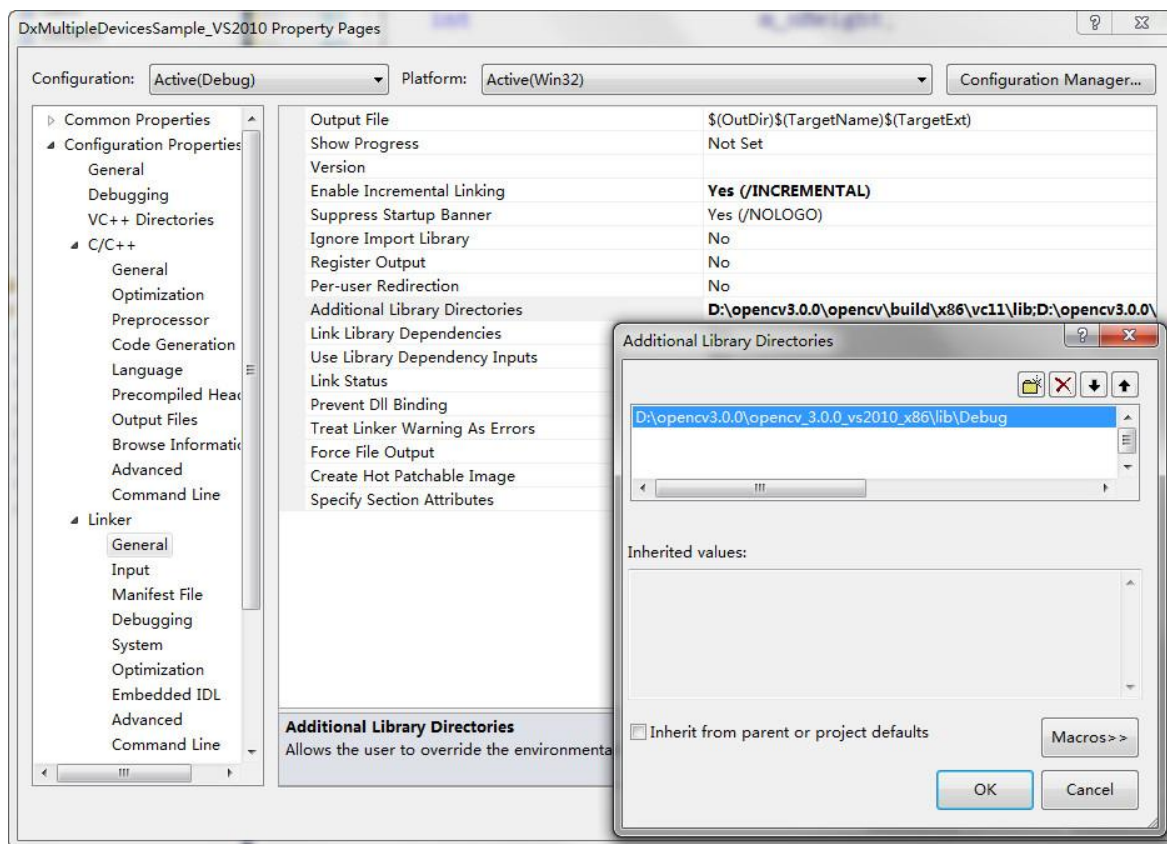 DxMultipleDevicesSample_VS2010 Property Pages
int
Configuration: Active(Debug) Platform: Active(Win32) Configuration Manager...
Common Properties
Configuration Properties
General
Debugging
VC++ Directories
C/C++
General
Optimization
Preprocessor
Code Generation
Language
Precompiled Head
Output Files
Browse Informatic
Advanced
Command Line
Linker
General
Input
Manifest File
Debugging
System
Optimization
Embedded IDL
Advanced
Command Line
Output File $(OutDir)$(TargetName)$(TargetExt)
Show Progress Not Set
Version
Enable Incremental Linking Yes (/INCREMENTAL)
Suppress Startup Banner Yes (/NOLOGO)
Ignore Import Library No
Register Output No
Per-user Redirection No
Additional Library Directories D:\opencv3.0.0\opencv\build\x86\vc11\lib;D:\opencv3.0.0\
Link Library Dependencies
Use Library Dependency Inputs
Link Status
Prevent Dll Binding
Treat Linker Warning As Errors
Force File Output
Create Hot Patchable Image
Specify Section Attributes
Additional Library Directories
Allows the user to override the environmenta
Additional Library Directories
D:\opencv3.0.0\opencv_3.0.0_vs2010_x86\lib\Debug
Inherited values:
Inherit from parent or project defaults
Macros>>
OK Cancel